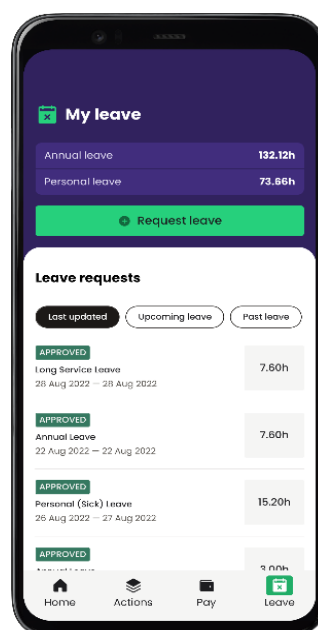 My leave
Annual leave 132.12h
Personal leave 73.66h
Request leave
Leave requests
Last updated Upcoming leave Past leave
APPROVED
Long Service Leave 7.60h
28 Aug 2022 — 28 Aug 2022
APPROVED
Annual Leave 7.60h
22 Aug 2022 — 22 Aug 2022
APPROVED
Personal (Sick) Leave 15.20h
26 Aug 2022 — 27 Aug 2022
APPROVED
Home Actions Pay Leave